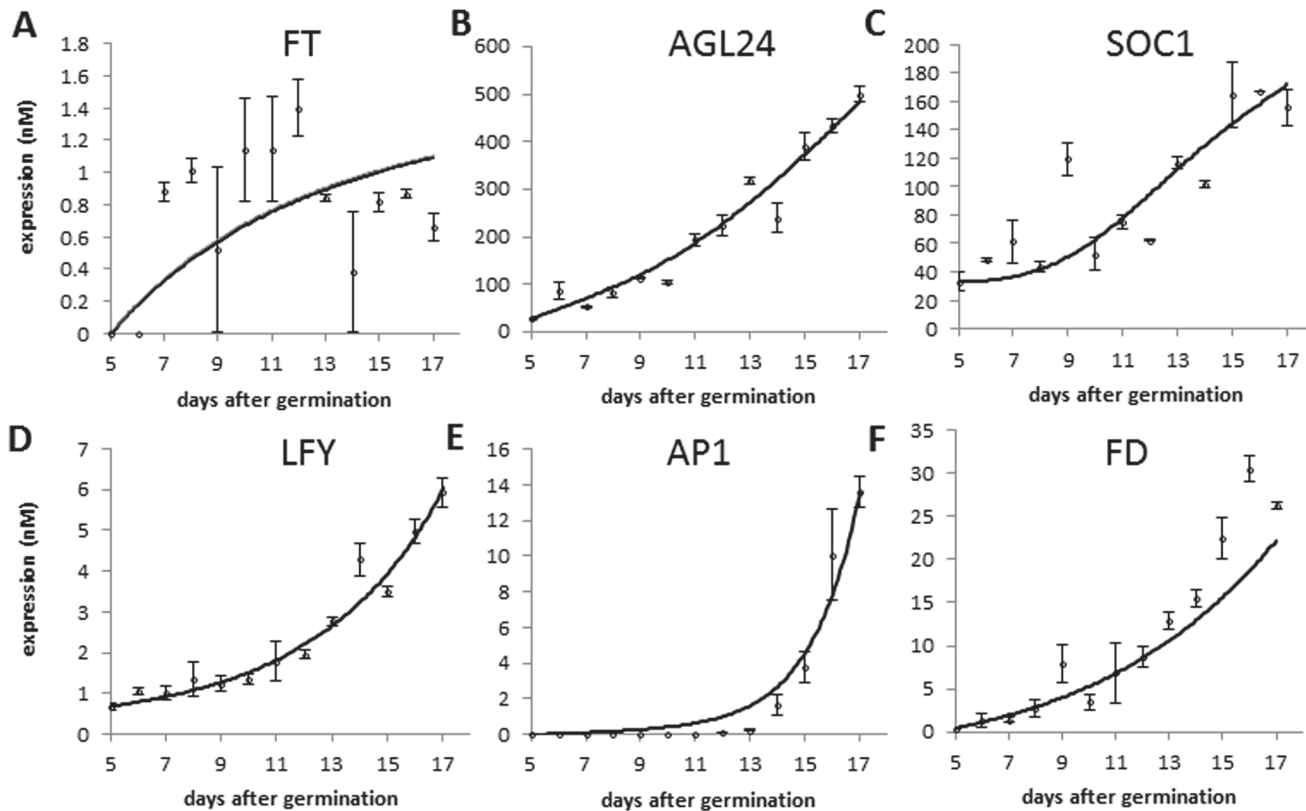 A
FT
expression (nM)
1.8
1.6
1.4
1.2
1
0.8
0.6
0.4
0.2
0
5 7 9 11 13 15 17
days after germination
B
AGL24
600
500
400
300
200
100
0
5 7 9 11 13 15 17
days after germination
C
SOC1
200
180
160
140
120
100
80
60
40
20
0
5 7 9 11 13 15 17
days after germination
D
LFY
expression (nM)
7
6
5
4
3
2
1
0
5 7 9 11 13 15 17
days after germination
E
AP1
16
14
12
10
8
6
4
2
0
5 7 9 11 13 15 17
days after germination
F
FD
35
30
25
20
15
10
5
0
5 7 9 11 13 15 17
days after germination